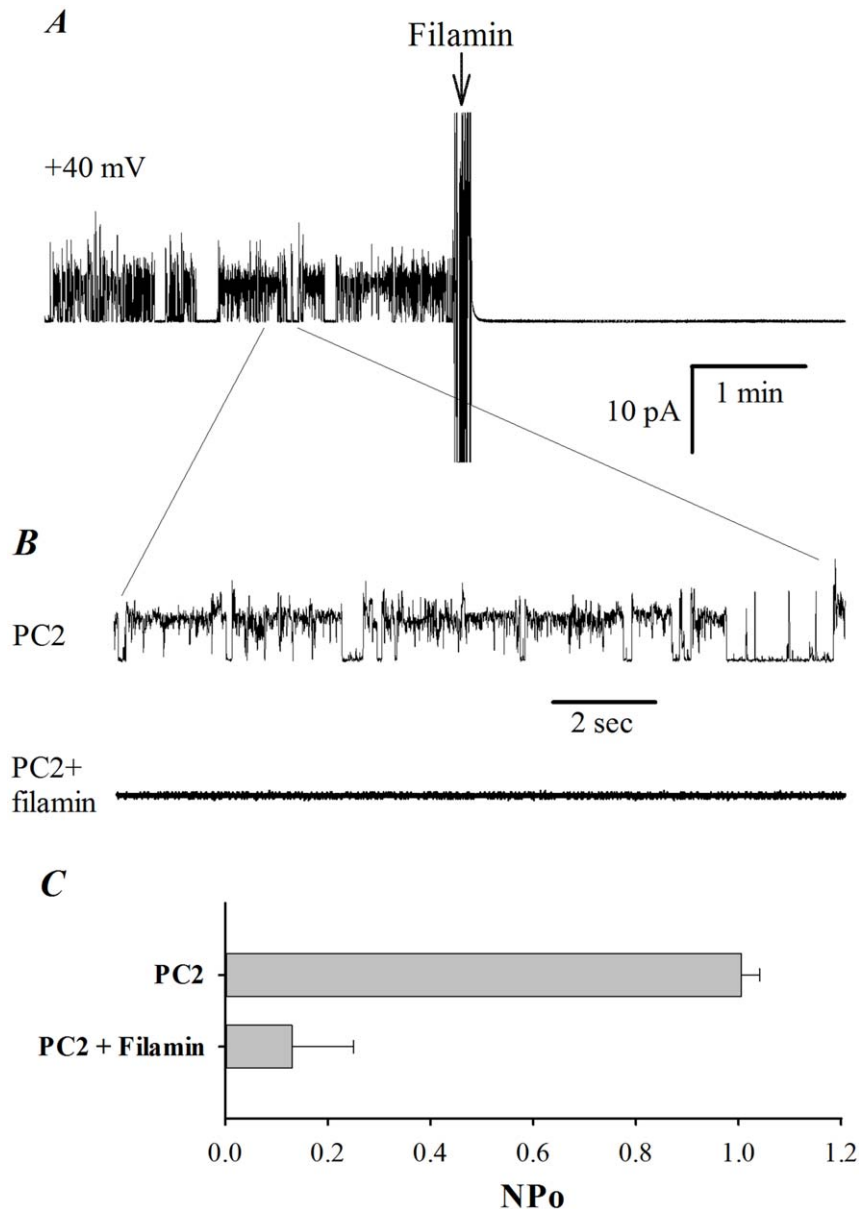 A
Filamin
+40 mV
10 pA
1 min
B
PC2
2 sec
PC2+
filamin
C
PC2
PC2 + Filamin
0.0 0.2 0.4 0.6 0.8 1.0 1.2
NPo